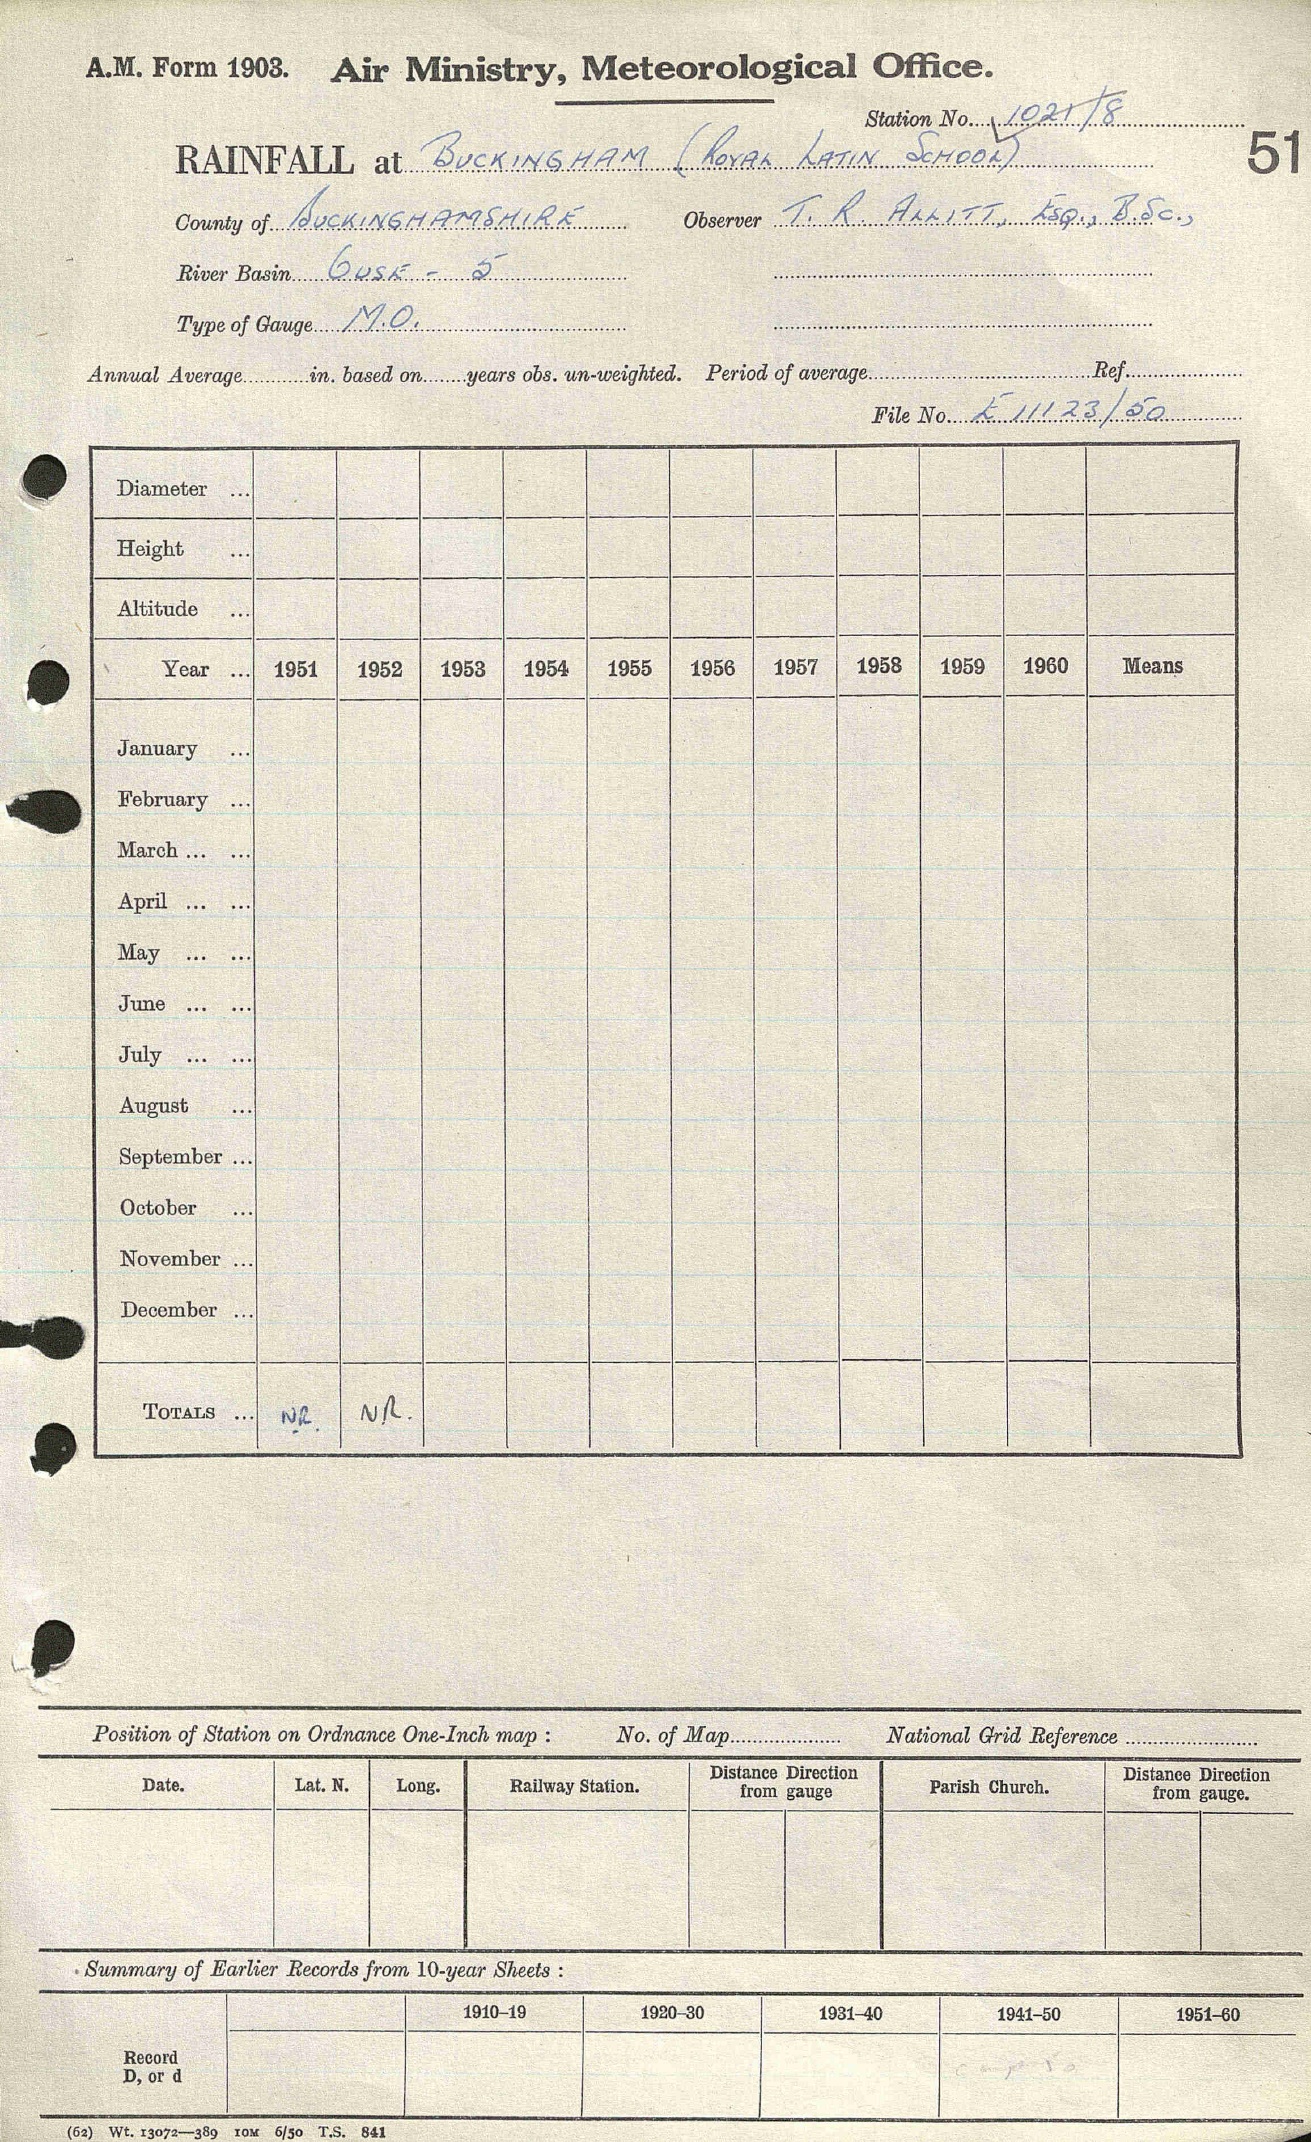 A.M. Form 1903. Air Ministry, Meteorological Office.
Station No. 1021/8
RAINFALL at BUCKINGHAM (ROYAL LATIN SCHOOL)
51
County of BUCKINGHAMSHIRE Observer T. R. ALLITT, ESQ., B.Sc.,
River Basin OUSE - 5
Type of Gauge M.O.
Annual Average in. based on years obs. un-weighted. Period of average Ref.
File No. E 11123/50
Diameter ...
Height ...
Altitude ...
Year ... 1951 1952 1953 1954 1955 1956 1957 1958 1959 1960 Means
January ...
February ...
March ... ...
April ... ...
May ... ...
June ... ...
July ... ...
August ...
September ...
October ...
November ...
December ...
TOTALS ... NR. NR.
Position of Station on Ordnance One-Inch map : No. of Map National Grid Reference
Date. Lat. N. Long. Railway Station. Distance Direction from gauge Parish Church. Distance Direction from gauge.
Summary of Earlier Records from 10-year Sheets :
1910–19 1920–30 1931–40 1941–50 1951–60
Record
D, or d
(62) Wt. 13072—389 10M 6/50 T.S. 841